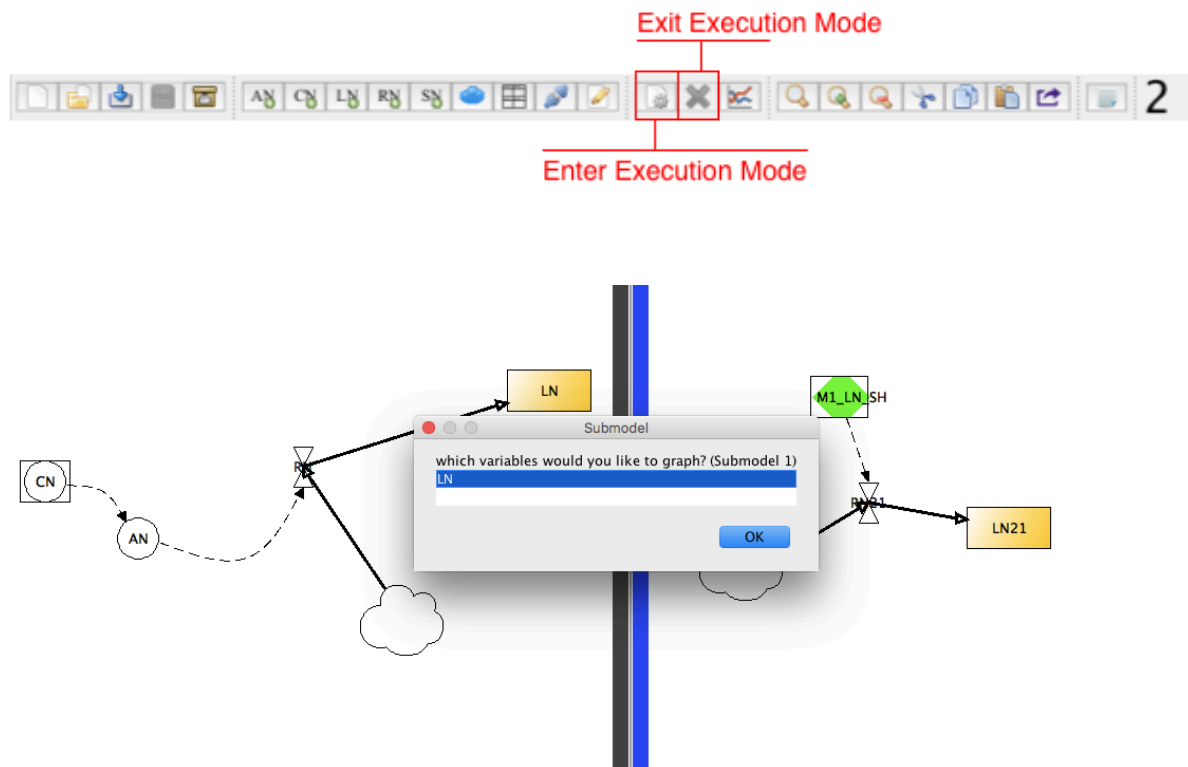 Exit Execution Mode
AN CN LN RN SN 2
Enter Execution Mode
LN
M1_LN_SH
Submodel
which variables would you like to graph? (Submodel 1)
LN
OK
CN
AN
LN21